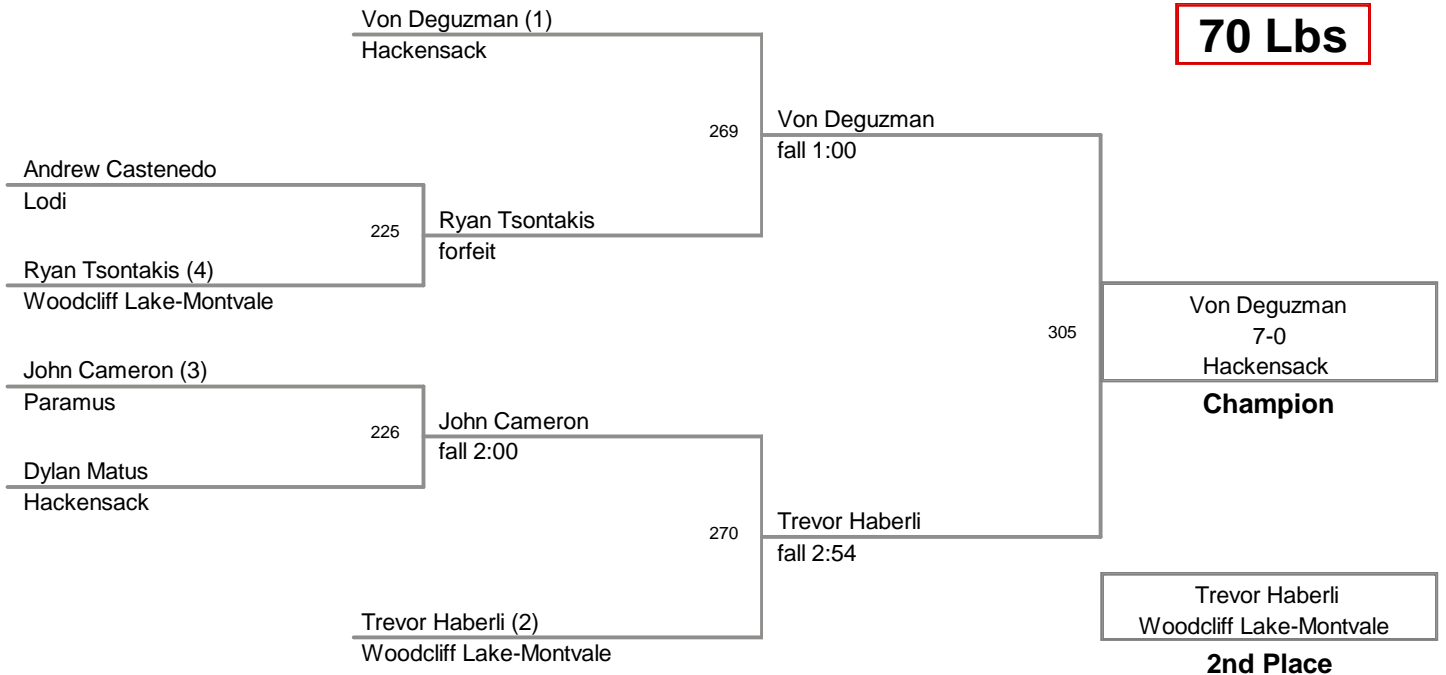 Von Deguzman (1)
Hackensack
70 Lbs
269
Von Deguzman
fall 1:00
Andrew Castenedo
Lodi
225
Ryan Tsontakis
forfeit
Ryan Tsontakis (4)
Woodcliff Lake-Montvale
305
Von Deguzman
7-0
Hackensack
Champion
John Cameron (3)
Paramus
226
John Cameron
fall 2:00
Dylan Matus
Hackensack
270
Trevor Haberli
fall 2:54
Trevor Haberli (2)
Woodcliff Lake-Montvale
Trevor Haberli
Woodcliff Lake-Montvale
2nd Place